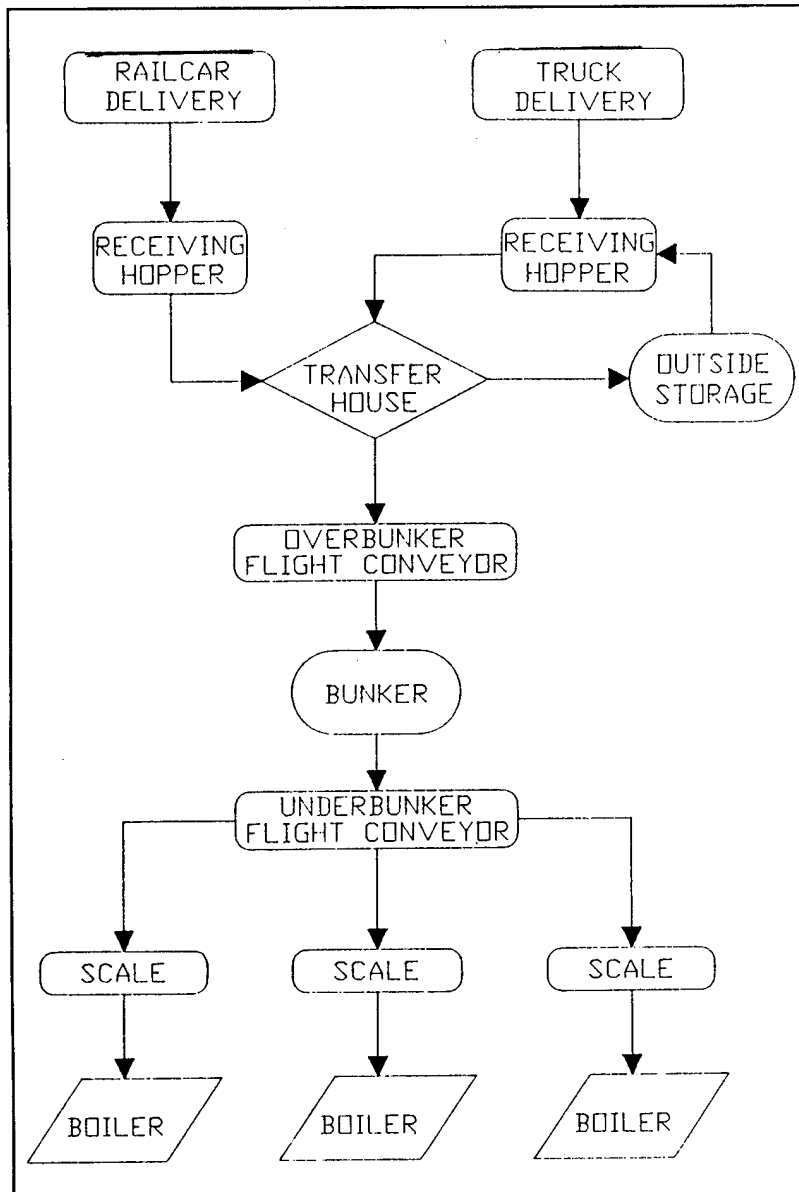 RAILCAR
DELIVERY
TRUCK
DELIVERY
RECEIVING
HOPPER
RECEIVING
HOPPER
TRANSFER
HOUSE
OUTSIDE
STORAGE
OVERBUNKER
FLIGHT CONVEYOR
BUNKER
UNDERBUNKER
FLIGHT CONVEYOR
SCALE
SCALE
SCALE
BOILER
BOILER
BOILER